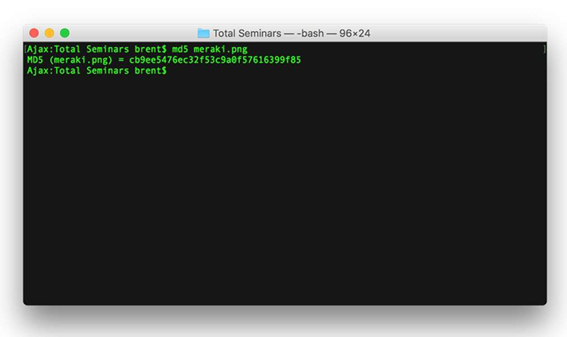 Total Seminars — -bash — 96×24
[Ajax:Total Seminars brent$ md5 meraki.png ]
MD5 (meraki.png) = cb9ee5476ec32f53c9a0f57616399f85
Ajax:Total Seminars brent$